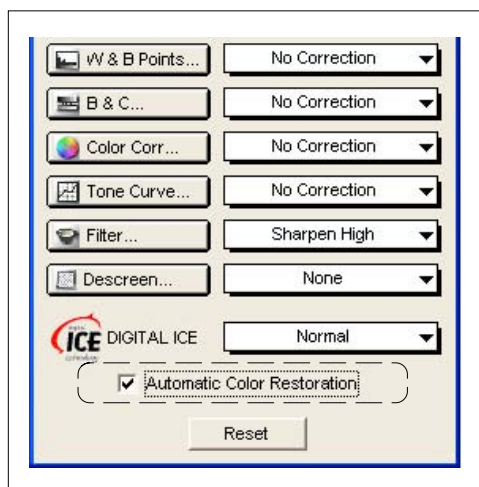 W & B Points... No Correction
B & C... No Correction
Color Corr... No Correction
Tone Curve... No Correction
Filter... Sharpen High
Descreen... None
ICE DIGITAL ICE Normal
Automatic Color Restoration
Reset